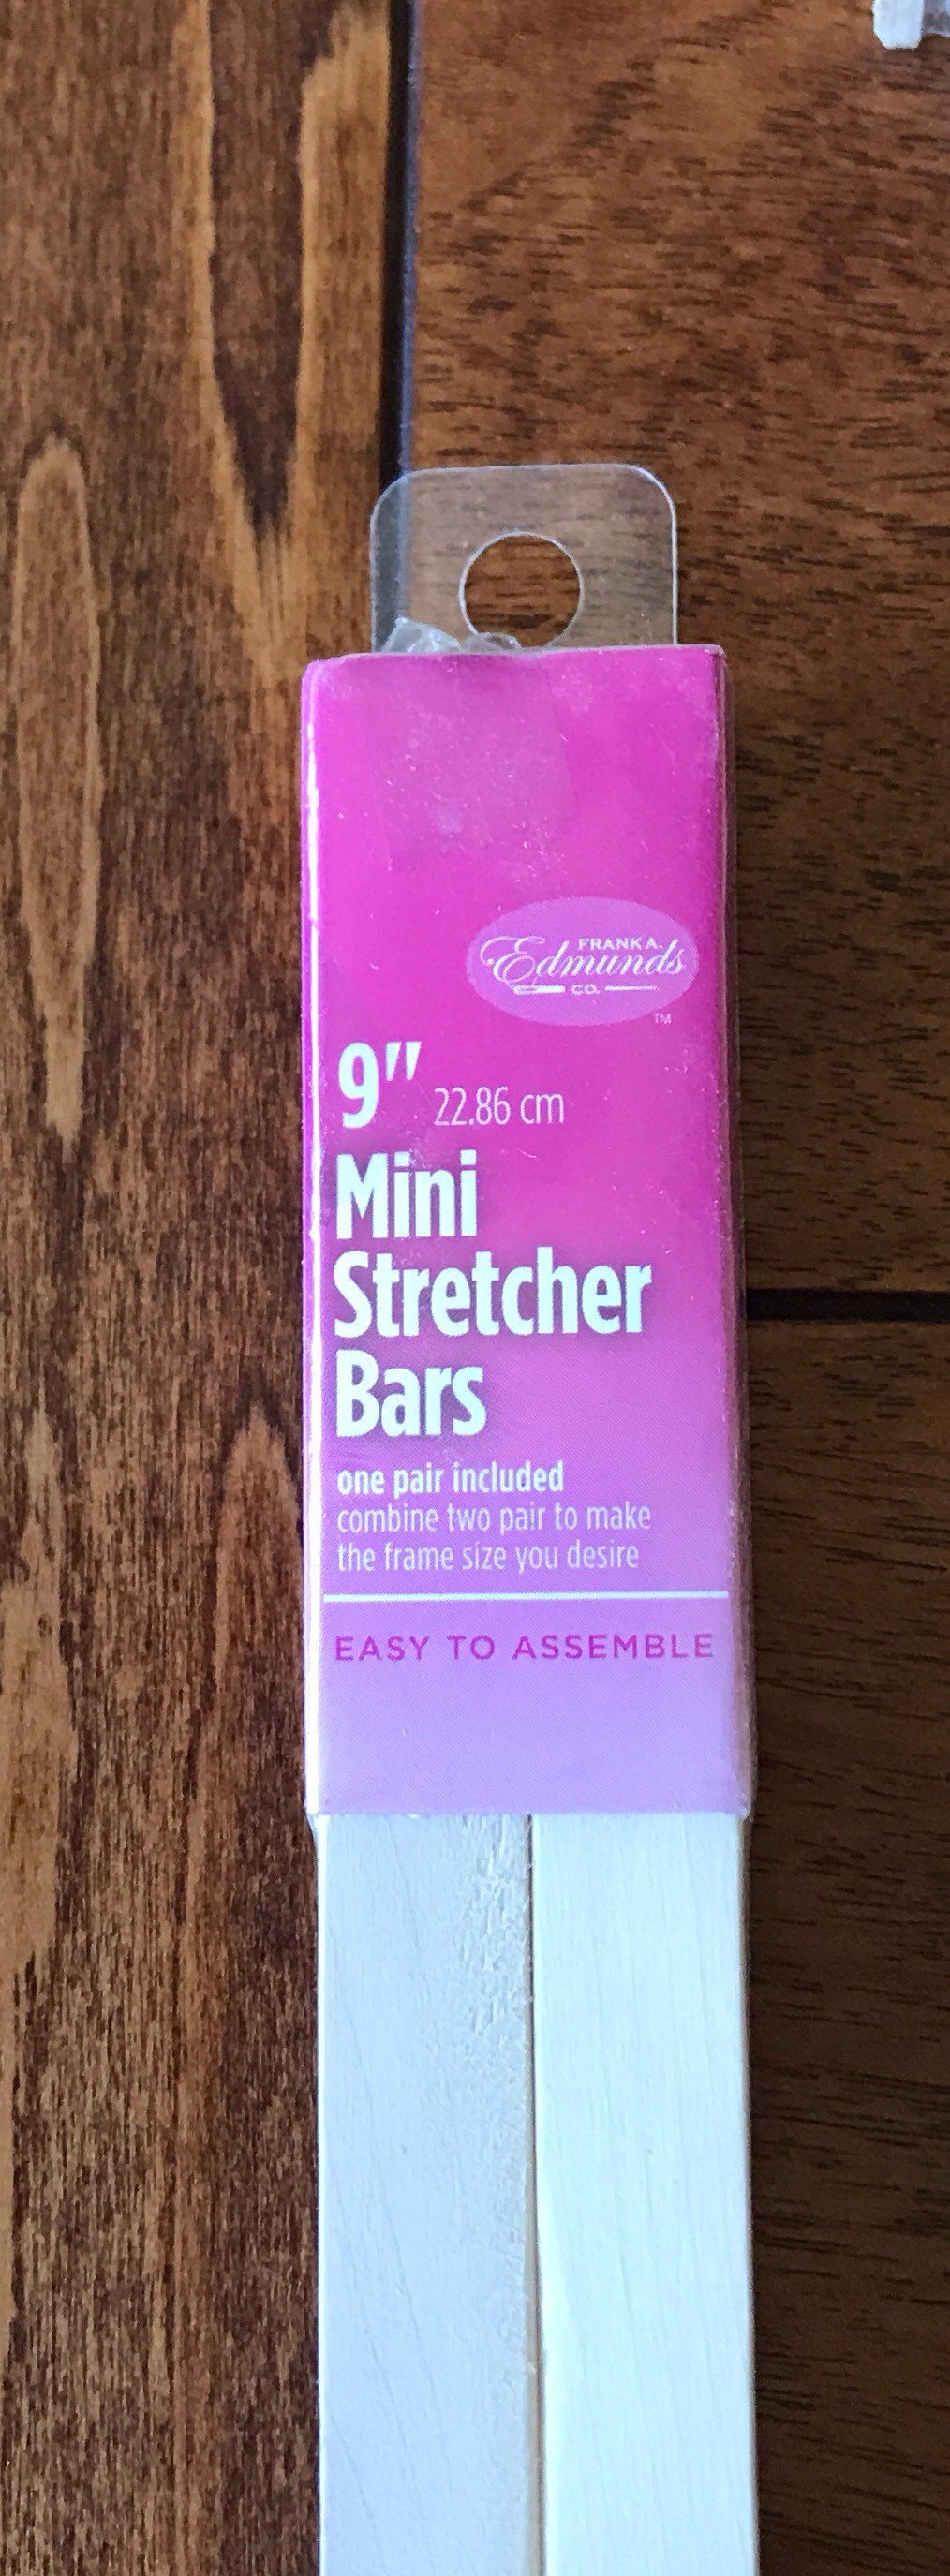 FRANK A.
Edmunds
CO.
TM
9" 22.86 cm
Mini
Stretcher
Bars
one pair included
combine two pair to make
the frame size you desire
EASY TO ASSEMBLE